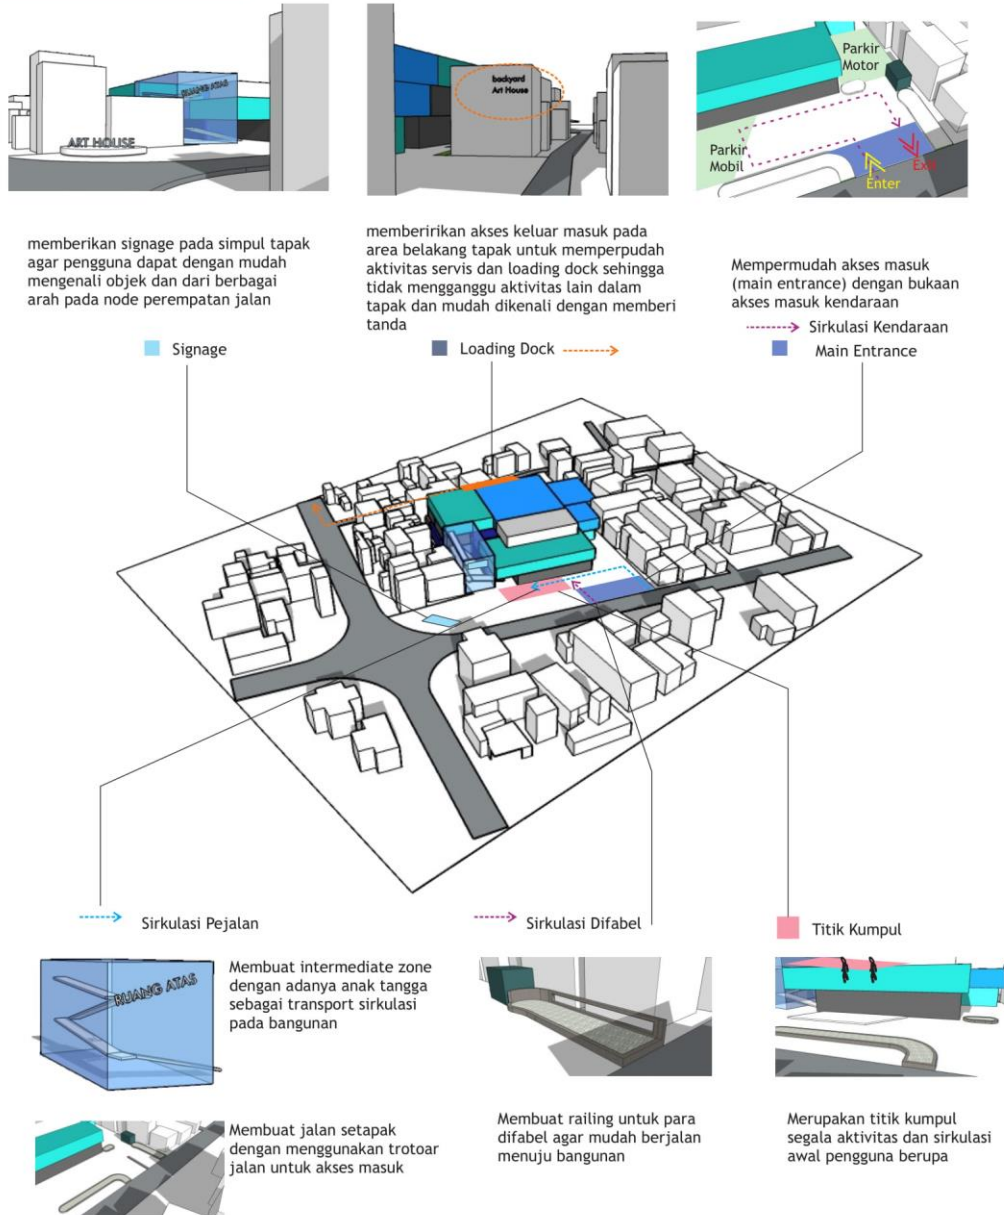 RUANG ATAS
ART HOUSE
backyard
Art House
Parkir
Motor
Parkir
Mobil
Enter
Exit
memberikan signage pada simpul tapak
agar pengguna dapat dengan mudah
mengenali objek dan dari berbagai
arah pada node perempatan jalan
Signage
memberirikan akses keluar masuk pada
area belakang tapak untuk memperpudah
aktivitas servis dan loading dock sehingga
tidak mengganggu aktivitas lain dalam
tapak dan mudah dikenali dengan memberi
tanda
Loading Dock
Mempermudah akses masuk
(main entrance) dengan bukaan
akses masuk kendaraan
Sirkulasi Kendaraan
Main Entrance
Sirkulasi Pejalan
RUANG ATAS
Membuat intermediate zone
dengan adanya anak tangga
sebagai transport sirkulasi
pada bangunan
Membuat jalan setapak
dengan menggunakan trotoar
jalan untuk akses masuk
Sirkulasi Difabel
Membuat railing untuk para
difabel agar mudah berjalan
menuju bangunan
Titik Kumpul
Merupakan titik kumpul
segala aktivitas dan sirkulasi
awal pengguna berupa